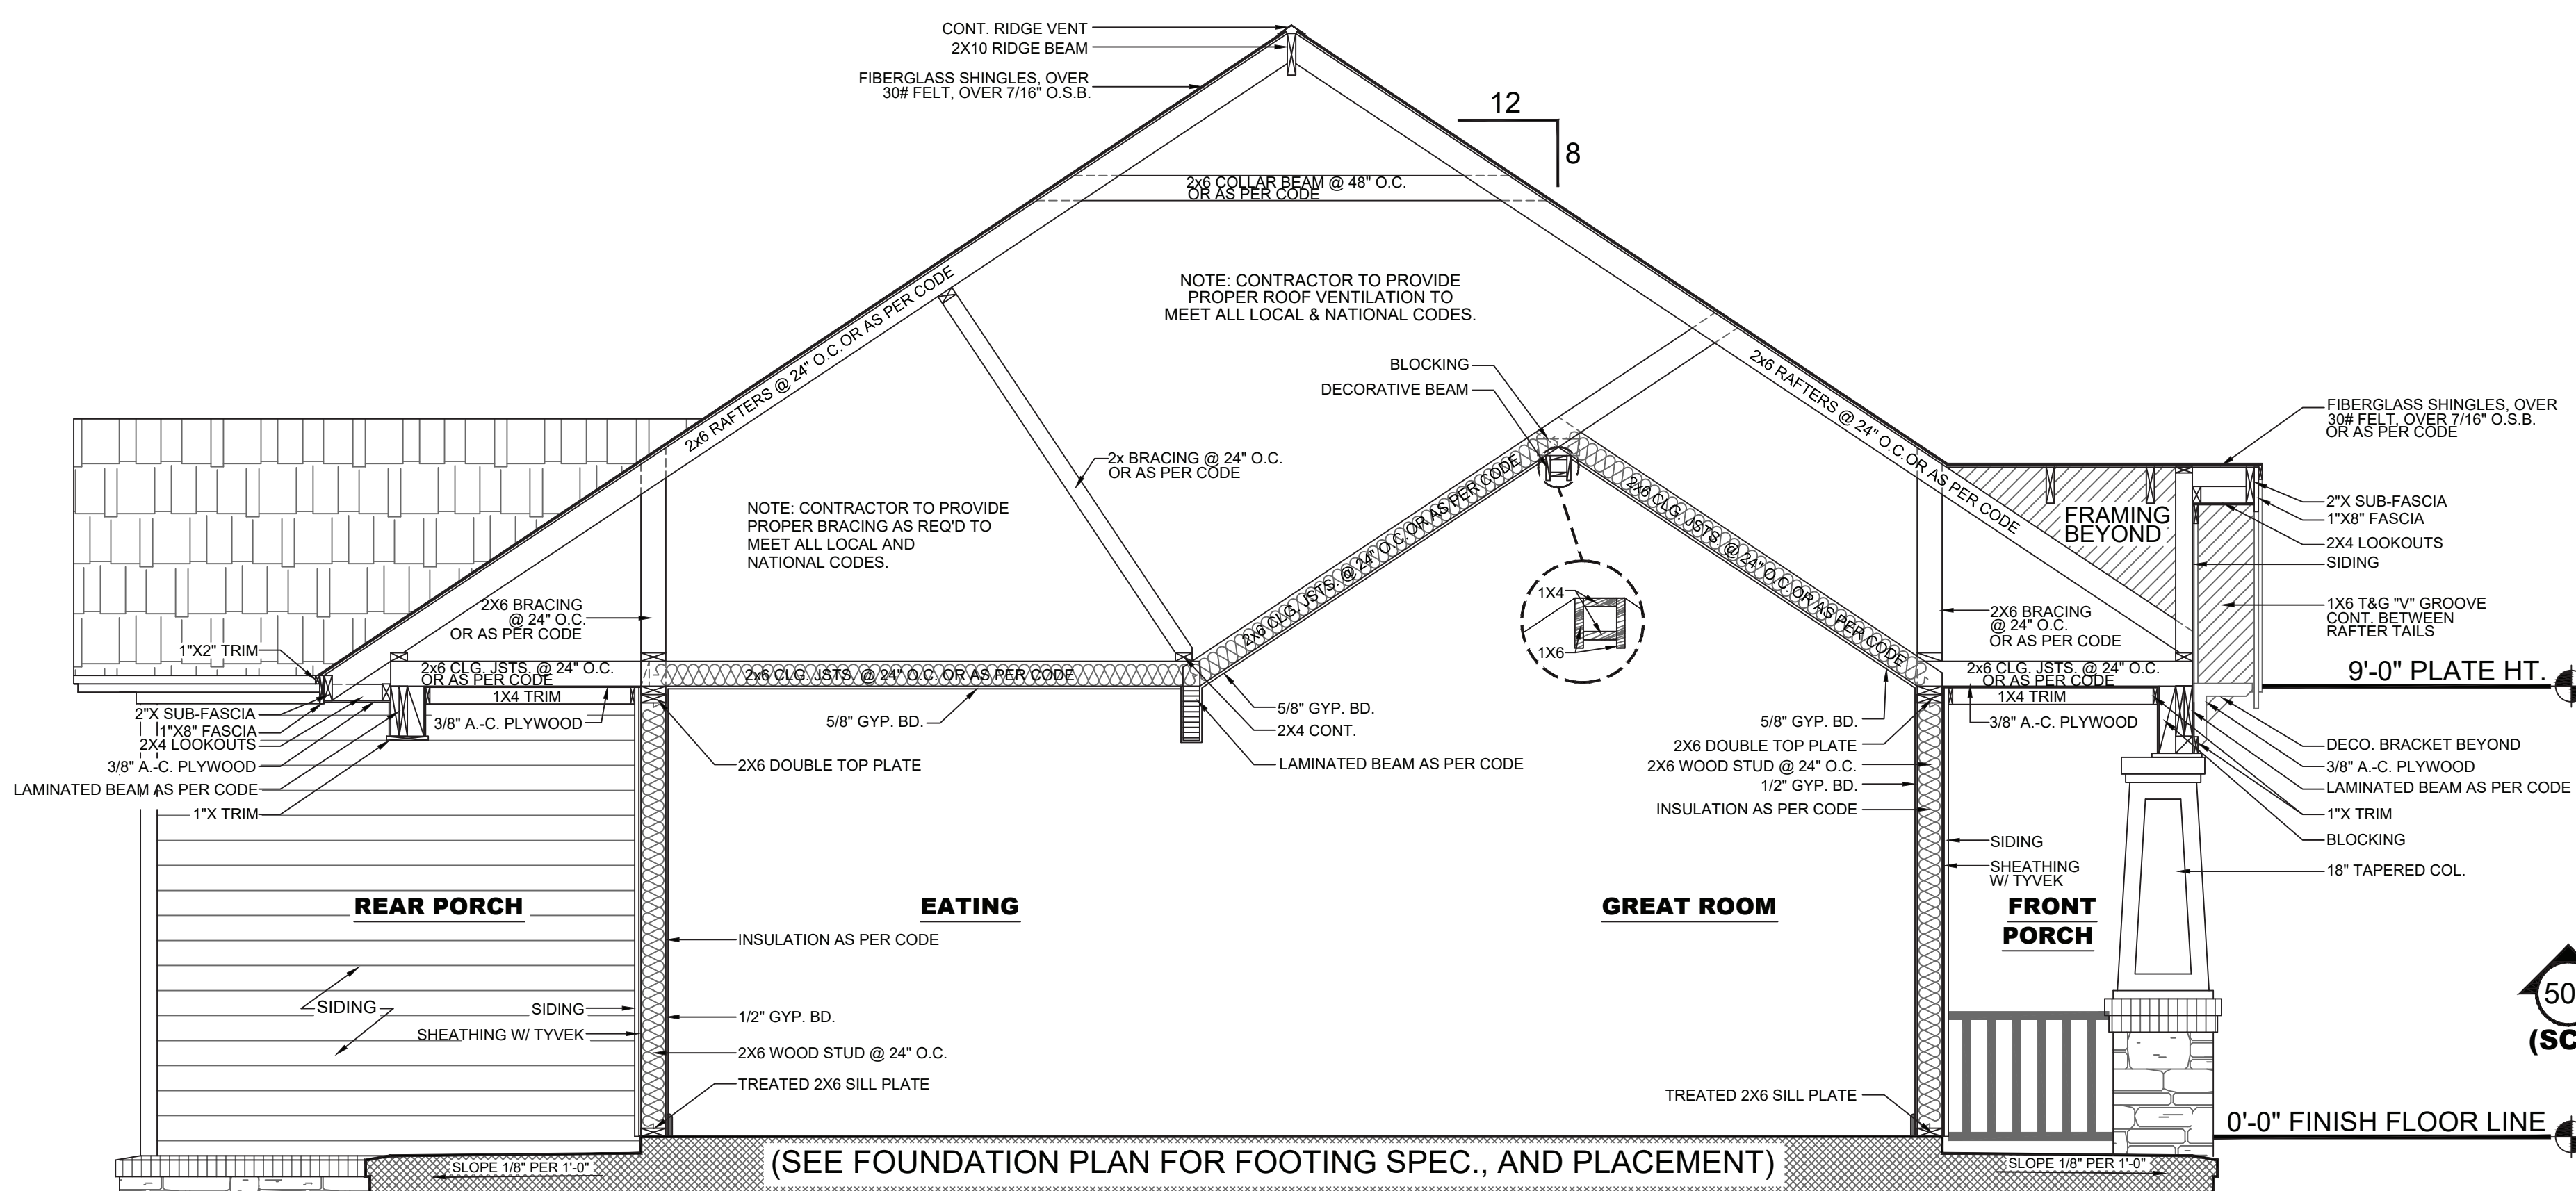 CONT. RIDGE VENT
2X10 RIDGE BEAM
FIBERGLASS SHINGLES, OVER
30# FELT, OVER 7/16" O.S.B.
12
8
2x6 COLLAR BEAM @ 48" O.C.
OR AS PER CODE
2x6 RAFTERS @ 24" O.C. OR AS PER CODE
NOTE: CONTRACTOR TO PROVIDE
PROPER ROOF VENTILATION TO
MEET ALL LOCAL & NATIONAL CODES.
BLOCKING
DECORATIVE BEAM
2x6 RAFTERS @ 24" O.C. OR AS PER CODE
FIBERGLASS SHINGLES, OVER
30# FELT, OVER 7/16" O.S.B.
OR AS PER CODE
2x BRACING @ 24" O.C.
OR AS PER CODE
NOTE: CONTRACTOR TO PROVIDE
PROPER BRACING AS REQ'D TO
MEET ALL LOCAL AND
NATIONAL CODES.
2x6 CLG. JSTS. @ 24" O.C. OR AS PER CODE
2x6 CLG. JSTS. @ 24" O.C. OR AS PER CODE
FRAMING
BEYOND
2"X SUB-FASCIA
1"X8" FASCIA
2X4 LOOKOUTS
SIDING
1X6 T&G "V" GROOVE
CONT. BETWEEN
RAFTER TAILS
1X4
1X6
2X6 BRACING
@ 24" O.C.
OR AS PER CODE
2X6 BRACING
@ 24" O.C.
OR AS PER CODE
1"X2" TRIM
2x6 CLG. JSTS. @ 24" O.C.
OR AS PER CODE
1X4 TRIM
2x6 CLG. JSTS. @ 24" O.C. OR AS PER CODE
2x6 CLG. JSTS. @ 24" O.C.
OR AS PER CODE
1X4 TRIM
9'-0" PLATE HT.
2"X SUB-FASCIA
1"X8" FASCIA
2X4 LOOKOUTS
3/8" A.-C. PLYWOOD
LAMINATED BEAM AS PER CODE
1"X TRIM
3/8" A.-C. PLYWOOD
5/8" GYP. BD.
2X6 DOUBLE TOP PLATE
5/8" GYP. BD.
2X4 CONT.
LAMINATED BEAM AS PER CODE
5/8" GYP. BD.
2X6 DOUBLE TOP PLATE
2X6 WOOD STUD @ 24" O.C.
1/2" GYP. BD.
INSULATION AS PER CODE
3/8" A.-C. PLYWOOD
DECO. BRACKET BEYOND
3/8" A.-C. PLYWOOD
LAMINATED BEAM AS PER CODE
1"X TRIM
BLOCKING
18" TAPERED COL.
SIDING
SHEATHING
W/ TYVEK
REAR PORCH
EATING
GREAT ROOM
FRONT
PORCH
INSULATION AS PER CODE
SIDING
SIDING
SHEATHING W/ TYVEK
1/2" GYP. BD.
2X6 WOOD STUD @ 24" O.C.
TREATED 2X6 SILL PLATE
TREATED 2X6 SILL PLATE
50
(SC
0'-0" FINISH FLOOR LINE
SLOPE 1/8" PER 1'-0"
(SEE FOUNDATION PLAN FOR FOOTING SPEC., AND PLACEMENT)
SLOPE 1/8" PER 1'-0"